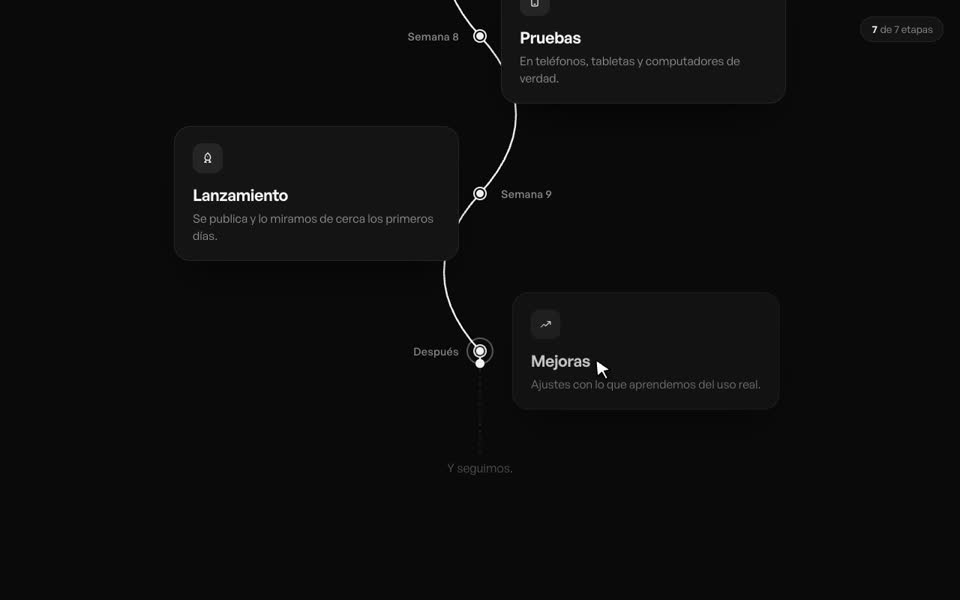 7 de 7 etapas
Semana 8
Pruebas
En teléfonos, tabletas y computadores de
verdad.
Lanzamiento
Se publica y lo miramos de cerca los primeros
días.
Semana 9
Después
Mejoras
Ajustes con lo que aprendemos del uso real.
Y seguimos.